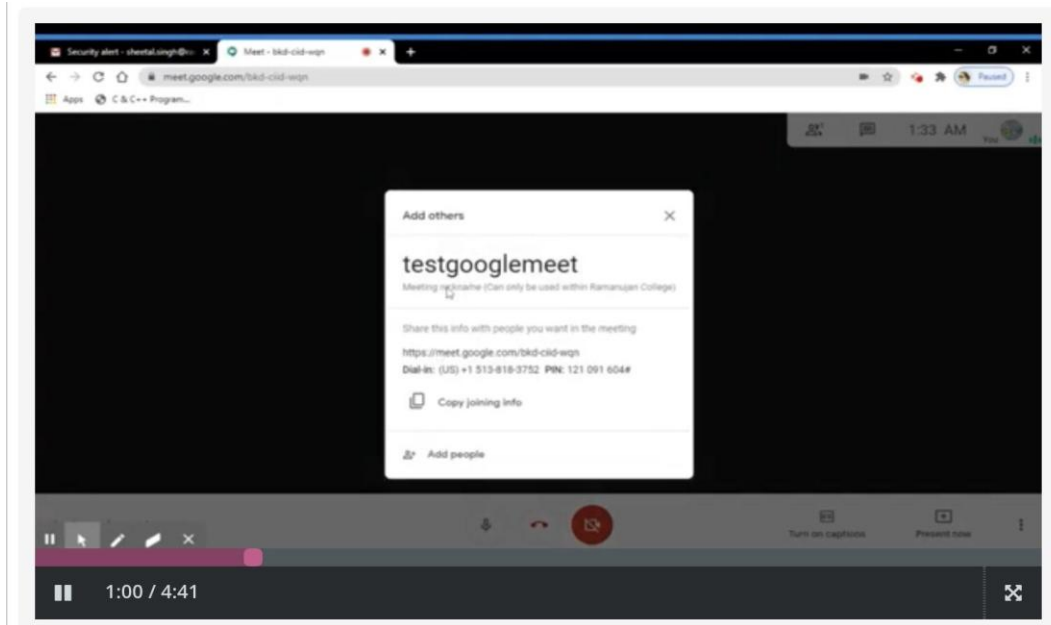 Security alert - sheetal.singh@
Meet - bkd-ciid-wqn
meet.google.com/bkd-ciid-wqn
Paused
Apps
C & C++ Program...
1:33 AM
You
Add others
testgooglemeet
Meeting nickname (Can only be used within Ramanujan College)
Share this info with people you want in the meeting
https://meet.google.com/bkd-ciid-wqn
Dial-in: (US) +1 513-818-3752 PIN: 121 091 604#
Copy joining info
Add people
Turn on captions
Present now
1:00 / 4:41